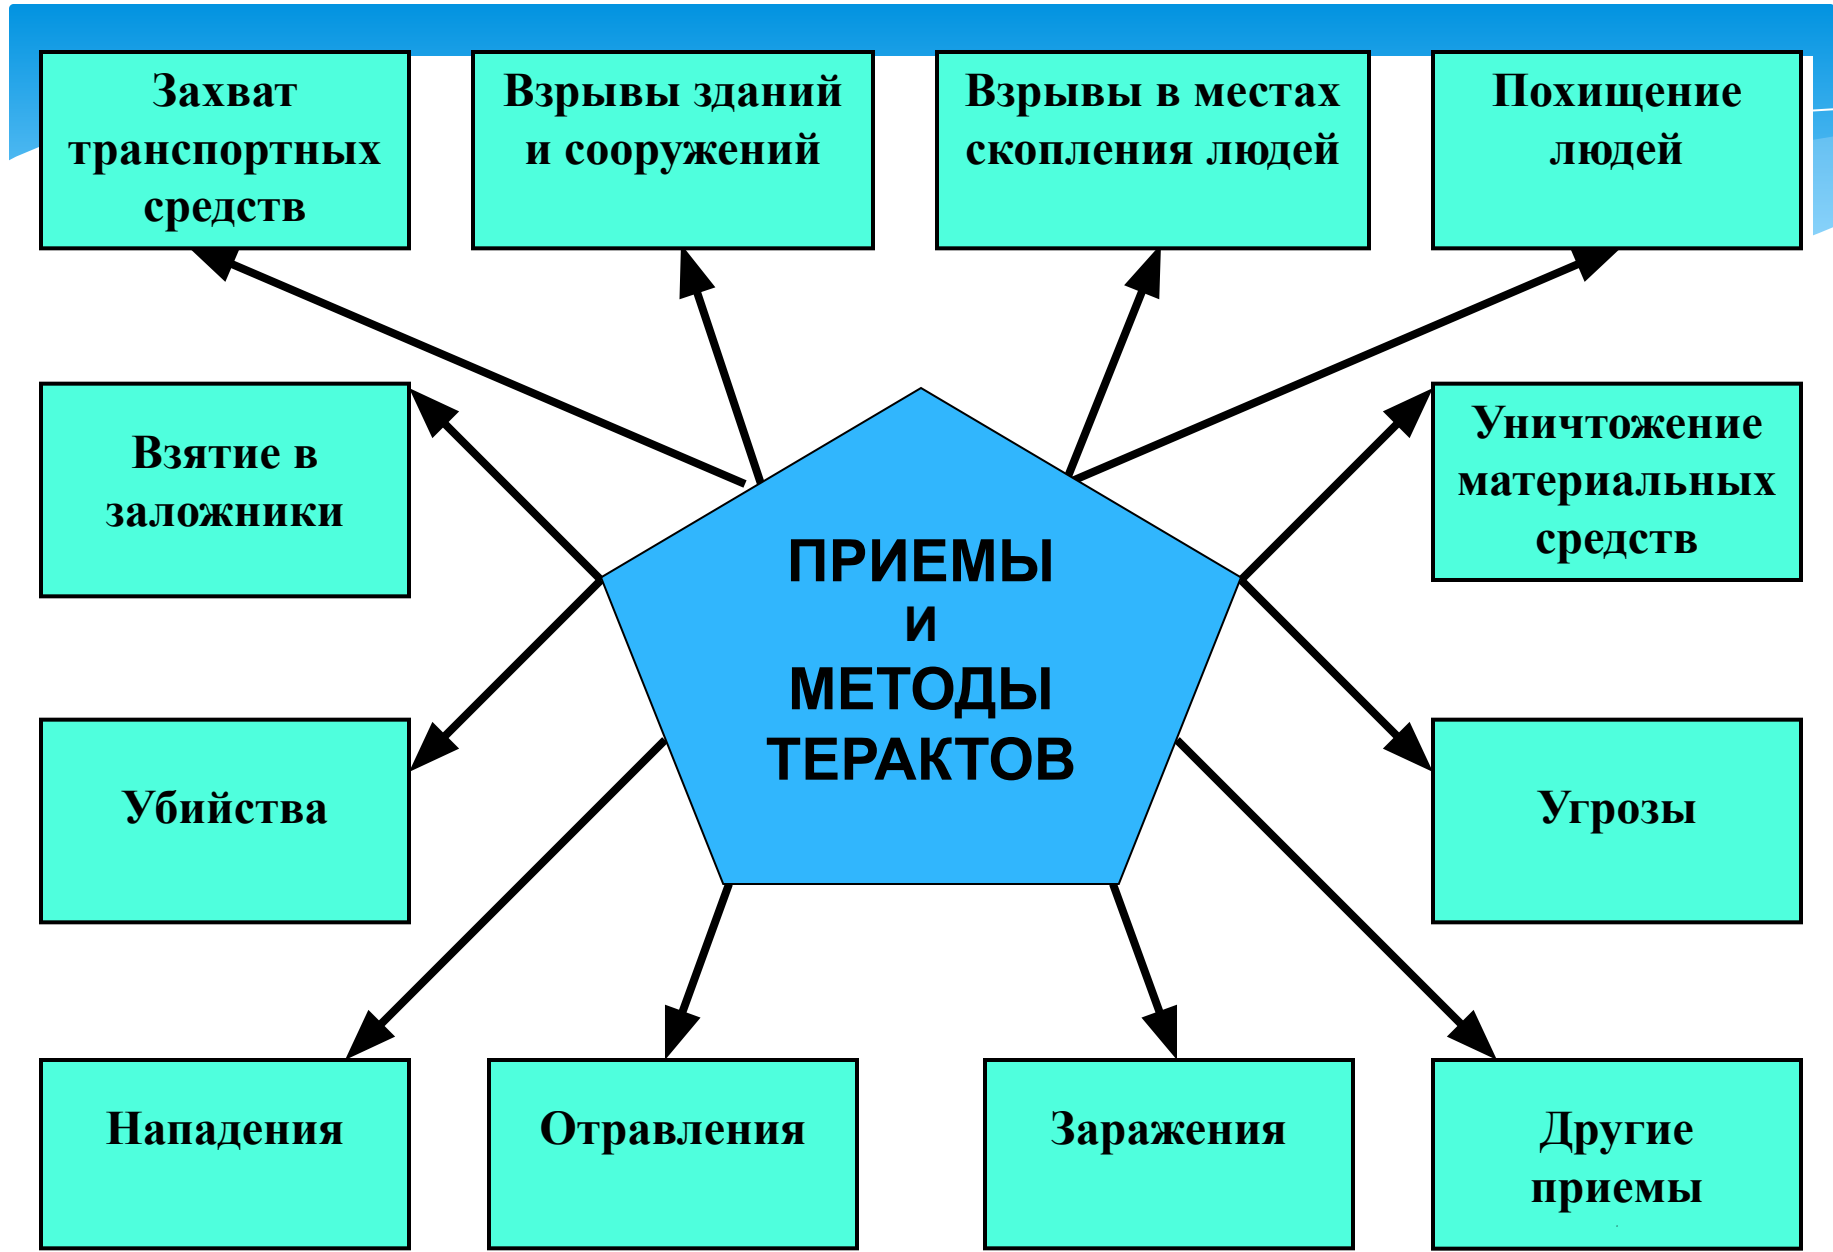 Захват
транспортных
средств
Взрывы зданий
и сооружений
Взрывы в местах
скопления людей
Похищение
людей
Взятие в
заложники
Уничтожение
материальных
средств
ПРИЕМЫ
И
МЕТОДЫ
ТЕРАКТОВ
Убийства
Угрозы
Нападения
Отравления
Заражения
Другие
приемы